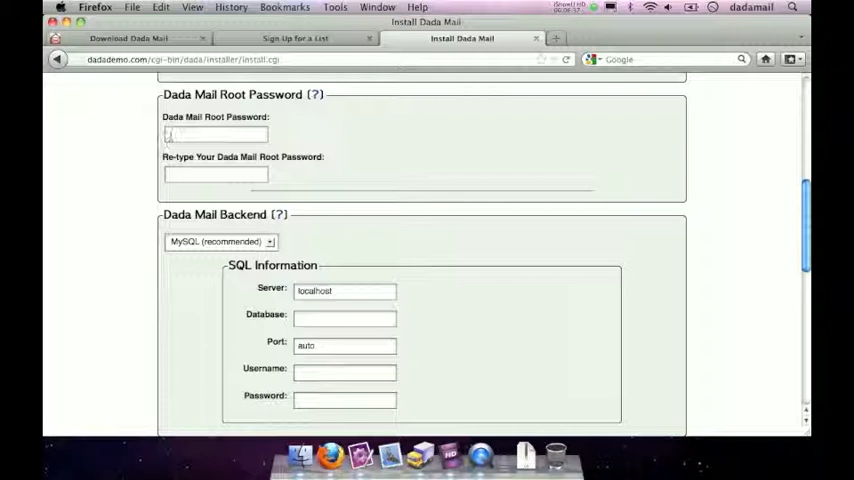 Firefox File Edit View History Bookmarks Tools Window Help dadamail
Install Dada Mail
Download Dada Mail Sign Up for a List Install Dada Mail
dadademo.com/cgi-bin/dada/installer/install.cgi Google
Dada Mail Root Password [?]
Dada Mail Root Password:
Re-type Your Dada Mail Root Password:
Dada Mail Backend [?]
MySQL (recommended)
SQL Information
Server: localhost
Database:
Port: auto
Username:
Password:
HD